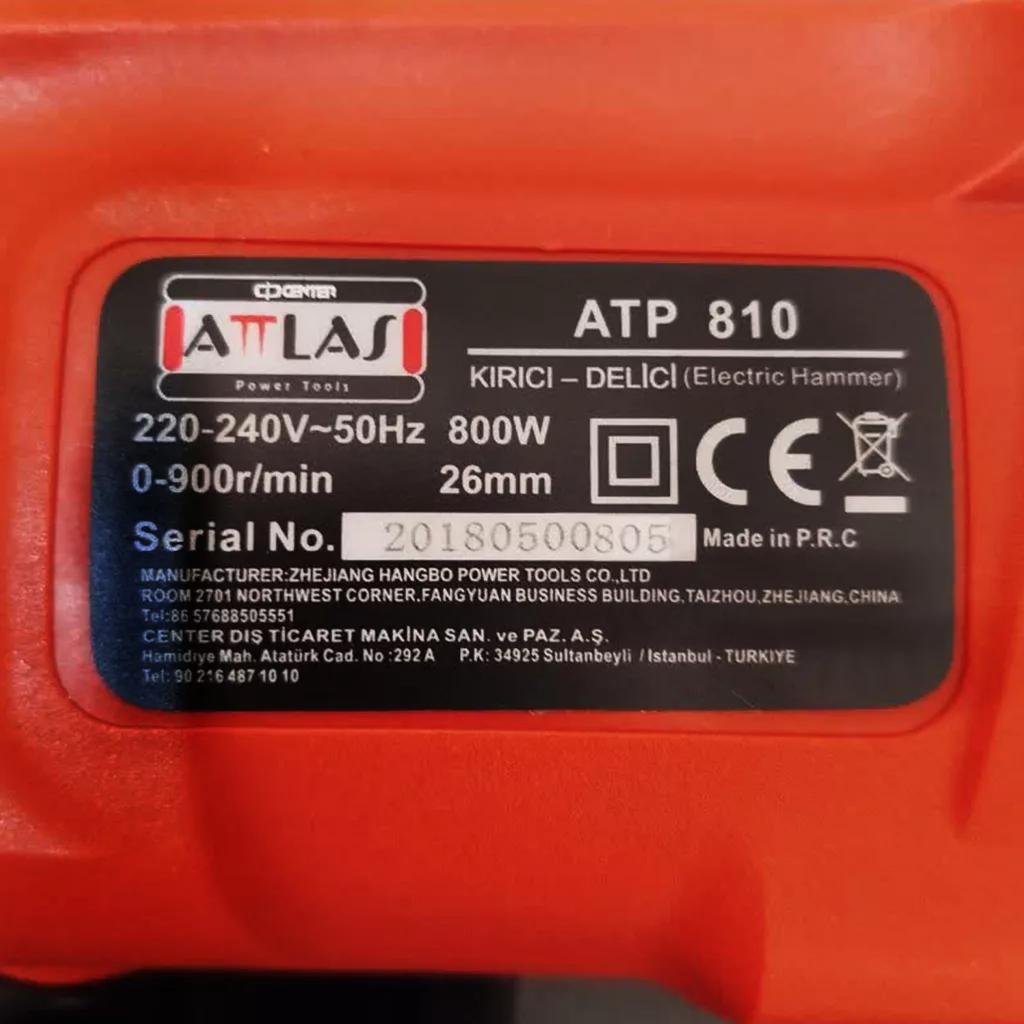 CENTER
ATTLAS
Power Tools
ATP 810
KIRICI – DELİCİ (Electric Hammer)
220-240V~50Hz 800W
0-900r/min 26mm
CE
Serial No. 20180500805 Made in P.R.C
MANUFACTURER:ZHEJIANG HANGBO POWER TOOLS CO.,LTD
ROOM 2701 NORTHWEST CORNER,FANGYUAN BUSINESS BUILDING,TAIZHOU,ZHEJIANG,CHINA
Tel:86 57688505551
CENTER DIŞ TİCARET MAKİNA SAN. ve PAZ. A.Ş.
Hamidiye Mah. Atatürk Cad. No :292 A P.K: 34925 Sultanbeyli / Istanbul - TURKIYE
Tel: 90 216 487 10 10